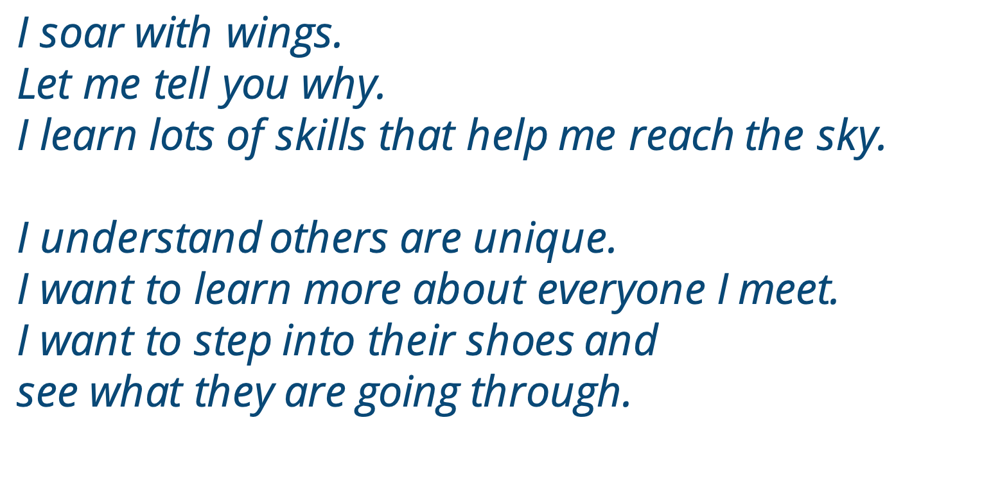 I soar with wings.
Let me tell you why.
I learn lots of skills that help me reach the sky.
I understand others are unique.
I want to learn more about everyone I meet.
I want to step into their shoes and
see what they are going through.